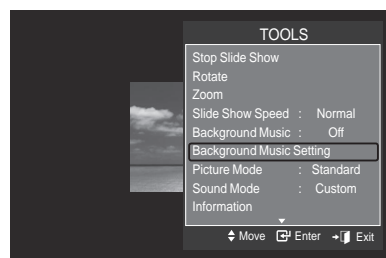 TOOLS
Stop Slide Show
Rotate
Zoom
Slide Show Speed : Normal
Background Music : Off
Background Music Setting
Picture Mode : Standard
Sound Mode : Custom
Information
Move Enter Exit